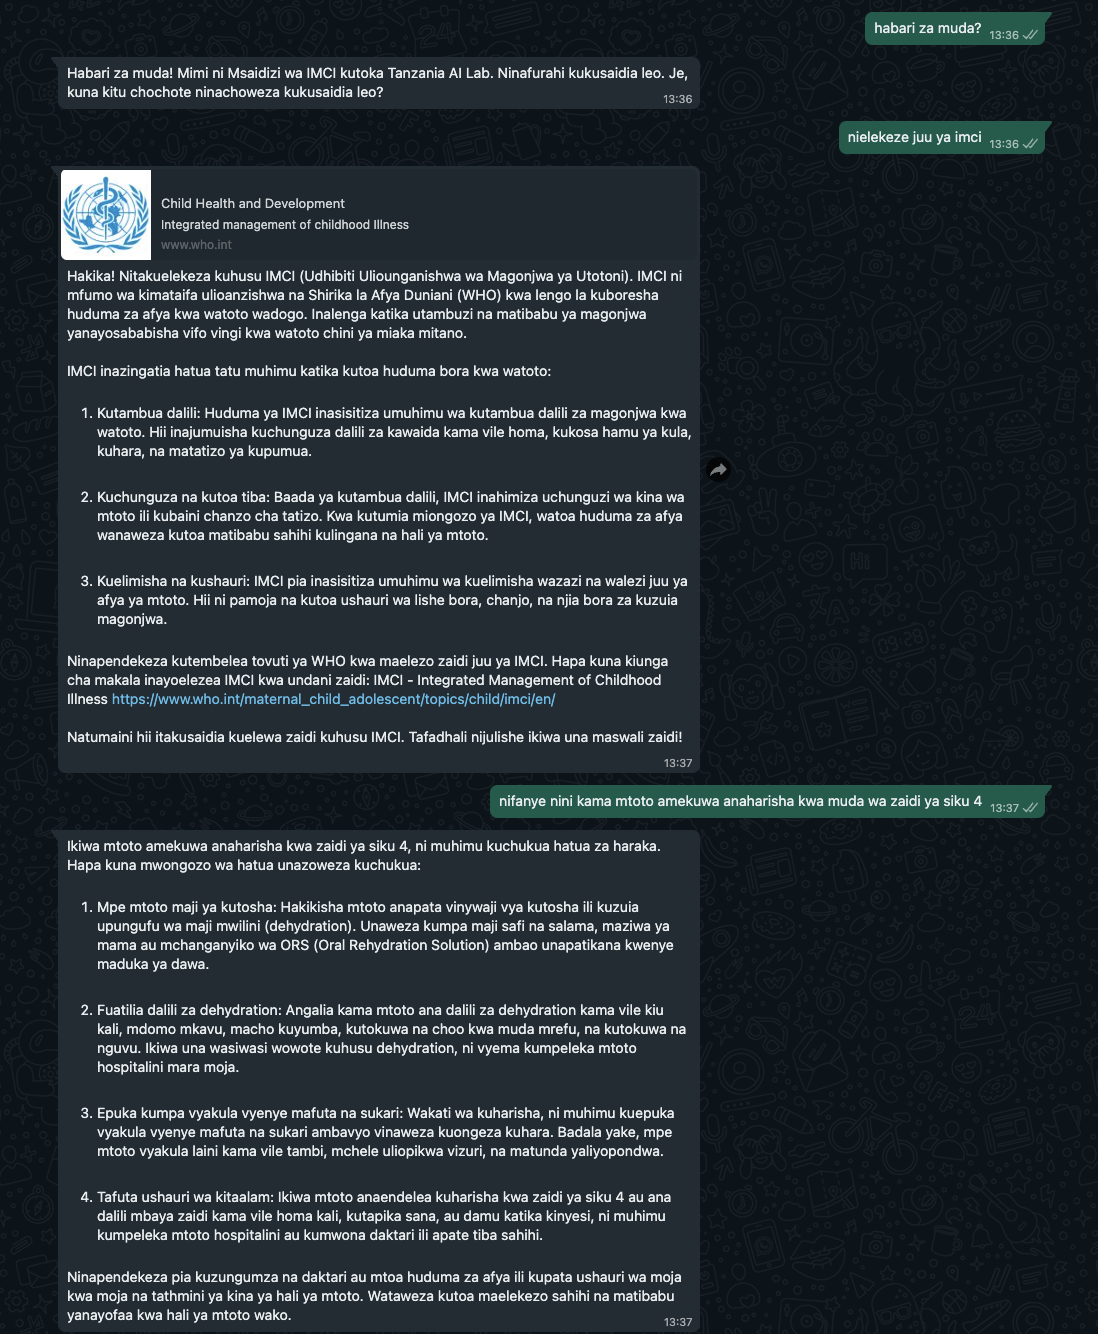 habari za muda? 13:36
Habari za muda! Mimi ni Msaidizi wa IMCI kutoka Tanzania AI Lab. Ninafurahi kukusaidia leo. Je,
kuna kitu chochote ninachoweza kukusaidia leo?
13:36
nielekeze juu ya imci 13:36
Child Health and Development
Integrated management of childhood Illness
www.who.int
Hakika! Nitakuelekeza kuhusu IMCI (Udhibiti Uliounganishwa wa Magonjwa ya Utotoni). IMCI ni
mfumo wa kimataifa ulioanzishwa na Shirika la Afya Duniani (WHO) kwa lengo la kuboresha
huduma za afya kwa watoto wadogo. Inalenga katika utambuzi na matibabu ya magonjwa
yanayosababisha vifo vingi kwa watoto chini ya miaka mitano.
IMCI inazingatia hatua tatu muhimu katika kutoa huduma bora kwa watoto:
1. Kutambua dalili: Huduma ya IMCI inasisitiza umuhimu wa kutambua dalili za magonjwa kwa
watoto. Hii inajumuisha kuchunguza dalili za kawaida kama vile homa, kukosa hamu ya kula,
kuhara, na matatizo ya kupumua.
2. Kuchunguza na kutoa tiba: Baada ya kutambua dalili, IMCI inahimiza uchunguzi wa kina wa
mtoto ili kubaini chanzo cha tatizo. Kwa kutumia miongozo ya IMCI, watoa huduma za afya
wanaweza kutoa matibabu sahihi kulingana na hali ya mtoto.
3. Kuelimisha na kushauri: IMCI pia inasisitiza umuhimu wa kuelimisha wazazi na walezi juu ya
afya ya mtoto. Hii ni pamoja na kutoa ushauri wa lishe bora, chanjo, na njia bora za kuzuia
magonjwa.
Ninapendekeza kutembelea tovuti ya WHO kwa maelezo zaidi juu ya IMCI. Hapa kuna kiunga
cha makala inayoelezea IMCI kwa undani zaidi: IMCI - Integrated Management of Childhood
Illness https://www.who.int/maternal_child_adolescent/topics/child/imci/en/
Natumaini hii itakusaidia kuelewa zaidi kuhusu IMCI. Tafadhali nijulishe ikiwa una maswali zaidi!
13:37
nifanye nini kama mtoto amekuwa anaharisha kwa muda wa zaidi ya siku 4 13:37
Ikiwa mtoto amekuwa anaharisha kwa zaidi ya siku 4, ni muhimu kuchukua hatua za haraka.
Hapa kuna mwongozo wa hatua unazoweza kuchukua:
1. Mpe mtoto maji ya kutosha: Hakikisha mtoto anapata vinywaji vya kutosha ili kuzuia
upungufu wa maji mwilini (dehydration). Unaweza kumpa maji safi na salama, maziwa ya
mama au mchanganyiko wa ORS (Oral Rehydration Solution) ambao unapatikana kwenye
maduka ya dawa.
2. Fuatilia dalili za dehydration: Angalia kama mtoto ana dalili za dehydration kama vile kiu
kali, mdomo mkavu, macho kuyumba, kutokuwa na choo kwa muda mrefu, na kutokuwa na
nguvu. Ikiwa una wasiwasi wowote kuhusu dehydration, ni vyema kumpeleka mtoto
hospitalini mara moja.
3. Epuka kumpa vyakula vyenye mafuta na sukari: Wakati wa kuharisha, ni muhimu kuepuka
vyakula vyenye mafuta na sukari ambavyo vinaweza kuongeza kuhara. Badala yake, mpe
mtoto vyakula laini kama vile tambi, mchele uliopikwa vizuri, na matunda yaliyopondwa.
4. Tafuta ushauri wa kitaalam: Ikiwa mtoto anaendelea kuharisha kwa zaidi ya siku 4 au ana
dalili mbaya zaidi kama vile homa kali, kutapika sana, au damu katika kinyesi, ni muhimu
kumpeleka mtoto hospitalini au kumwona daktari ili apate tiba sahihi.
Ninapendekeza pia kuzungumza na daktari au mtoa huduma za afya ili kupata ushauri wa moja
kwa moja na tathmini ya kina ya hali ya mtoto. Wataweza kutoa maelekezo sahihi na matibabu
yanayofaa kwa hali ya mtoto wako.
13:37